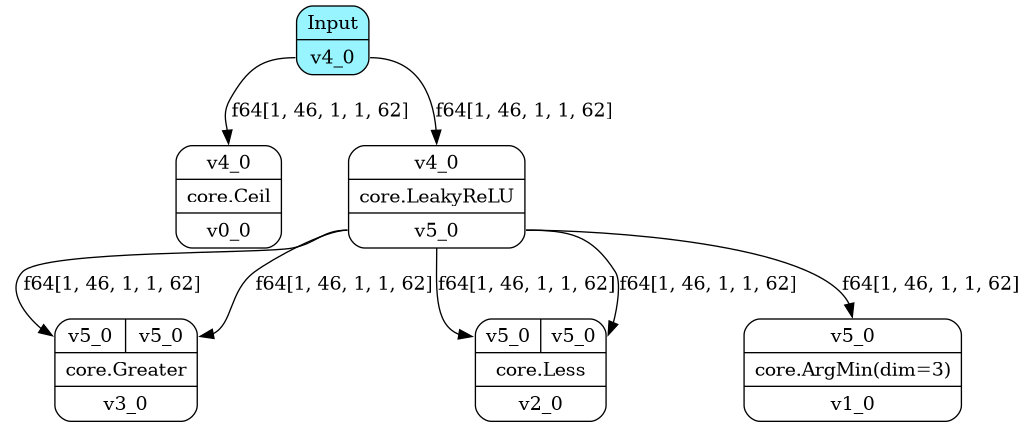 Input
v4_0
f64[1, 46, 1, 1, 62] f64[1, 46, 1, 1, 62]
v4_0 v4_0
core.Ceil core.LeakyReLU
v0_0 v5_0
f64[1, 46, 1, 1, 62] f64[1, 46, 1, 1, 62] f64[1, 46, 1, 1, 62] f64[1, 46, 1, 1, 62] f64[1, 46, 1, 1, 62]
v5_0 v5_0 v5_0 v5_0 v5_0
core.Greater core.Less core.ArgMin(dim=3)
v3_0 v2_0 v1_0